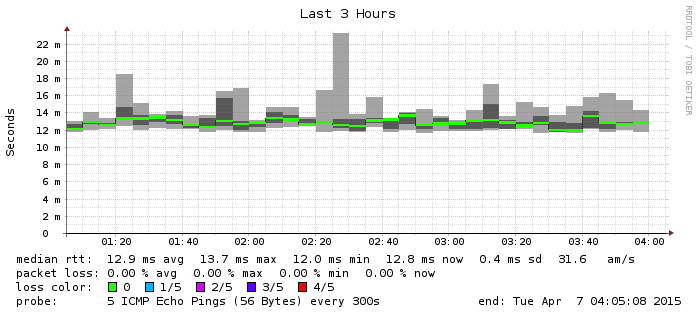 Last 3 Hours
RRDTOOL / TOBI OETIKER
Seconds
22 m
20 m
18 m
16 m
14 m
12 m
10 m
8 m
6 m
4 m
2 m
0
01:20 01:40 02:00 02:20 02:40 03:00 03:20 03:40 04:00
median rtt: 12.9 ms avg 13.7 ms max 12.0 ms min 12.8 ms now 0.4 ms sd 31.6 am/s
packet loss: 0.00 % avg 0.00 % max 0.00 % min 0.00 % now
loss color: 0 1/5 2/5 3/5 4/5
probe: 5 ICMP Echo Pings (56 Bytes) every 300s end: Tue Apr 7 04:05:08 2015